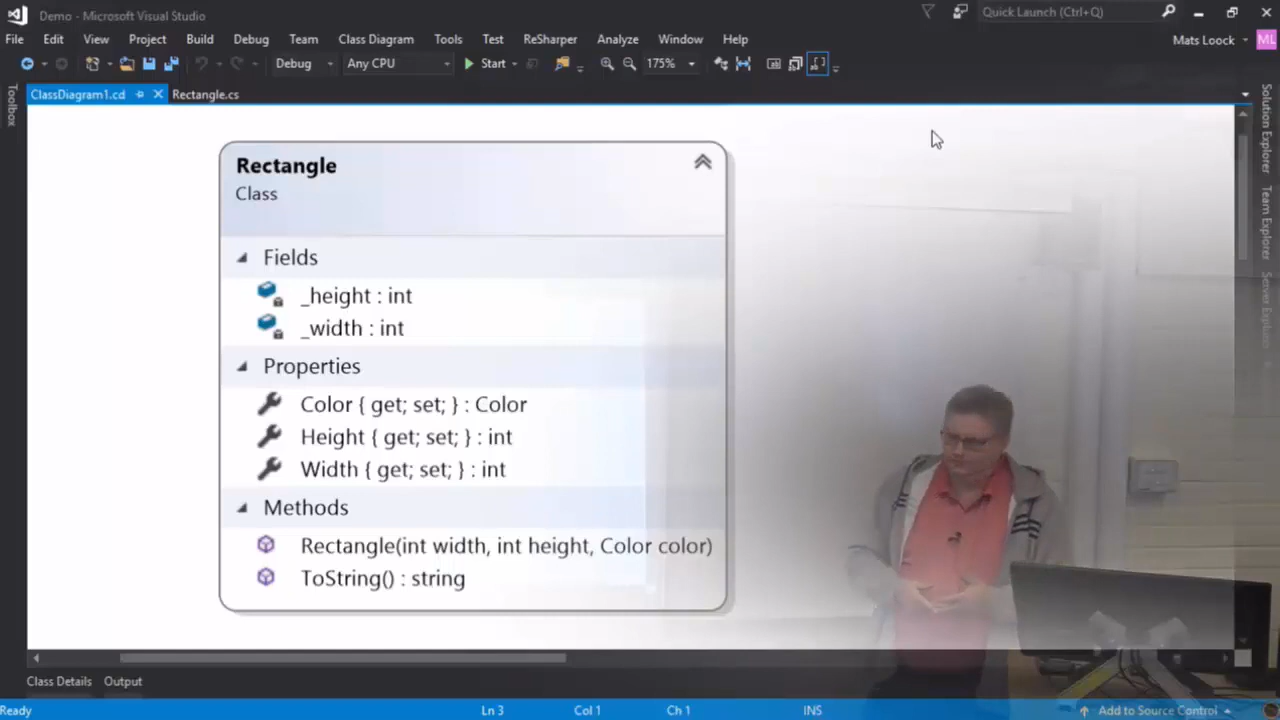 Demo - Microsoft Visual Studio
Quick Launch (Ctrl+Q)
File Edit View Project Build Debug Team Class Diagram Tools Test ReSharper Analyze Window Help
Mats Loock ML
Debug Any CPU Start 175%
ClassDiagram1.cd Rectangle.cs
Toolbox
Solution Explorer
Team Explorer
Server Explorer
Rectangle
Class
Fields
_height : int
_width : int
Properties
Color { get; set; } : Color
Height { get; set; } : int
Width { get; set; } : int
Methods
Rectangle(int width, int height, Color color)
ToString() : string
Class Details Output
Ready Ln 3 Col 1 Ch 1 INS Add to Source Control